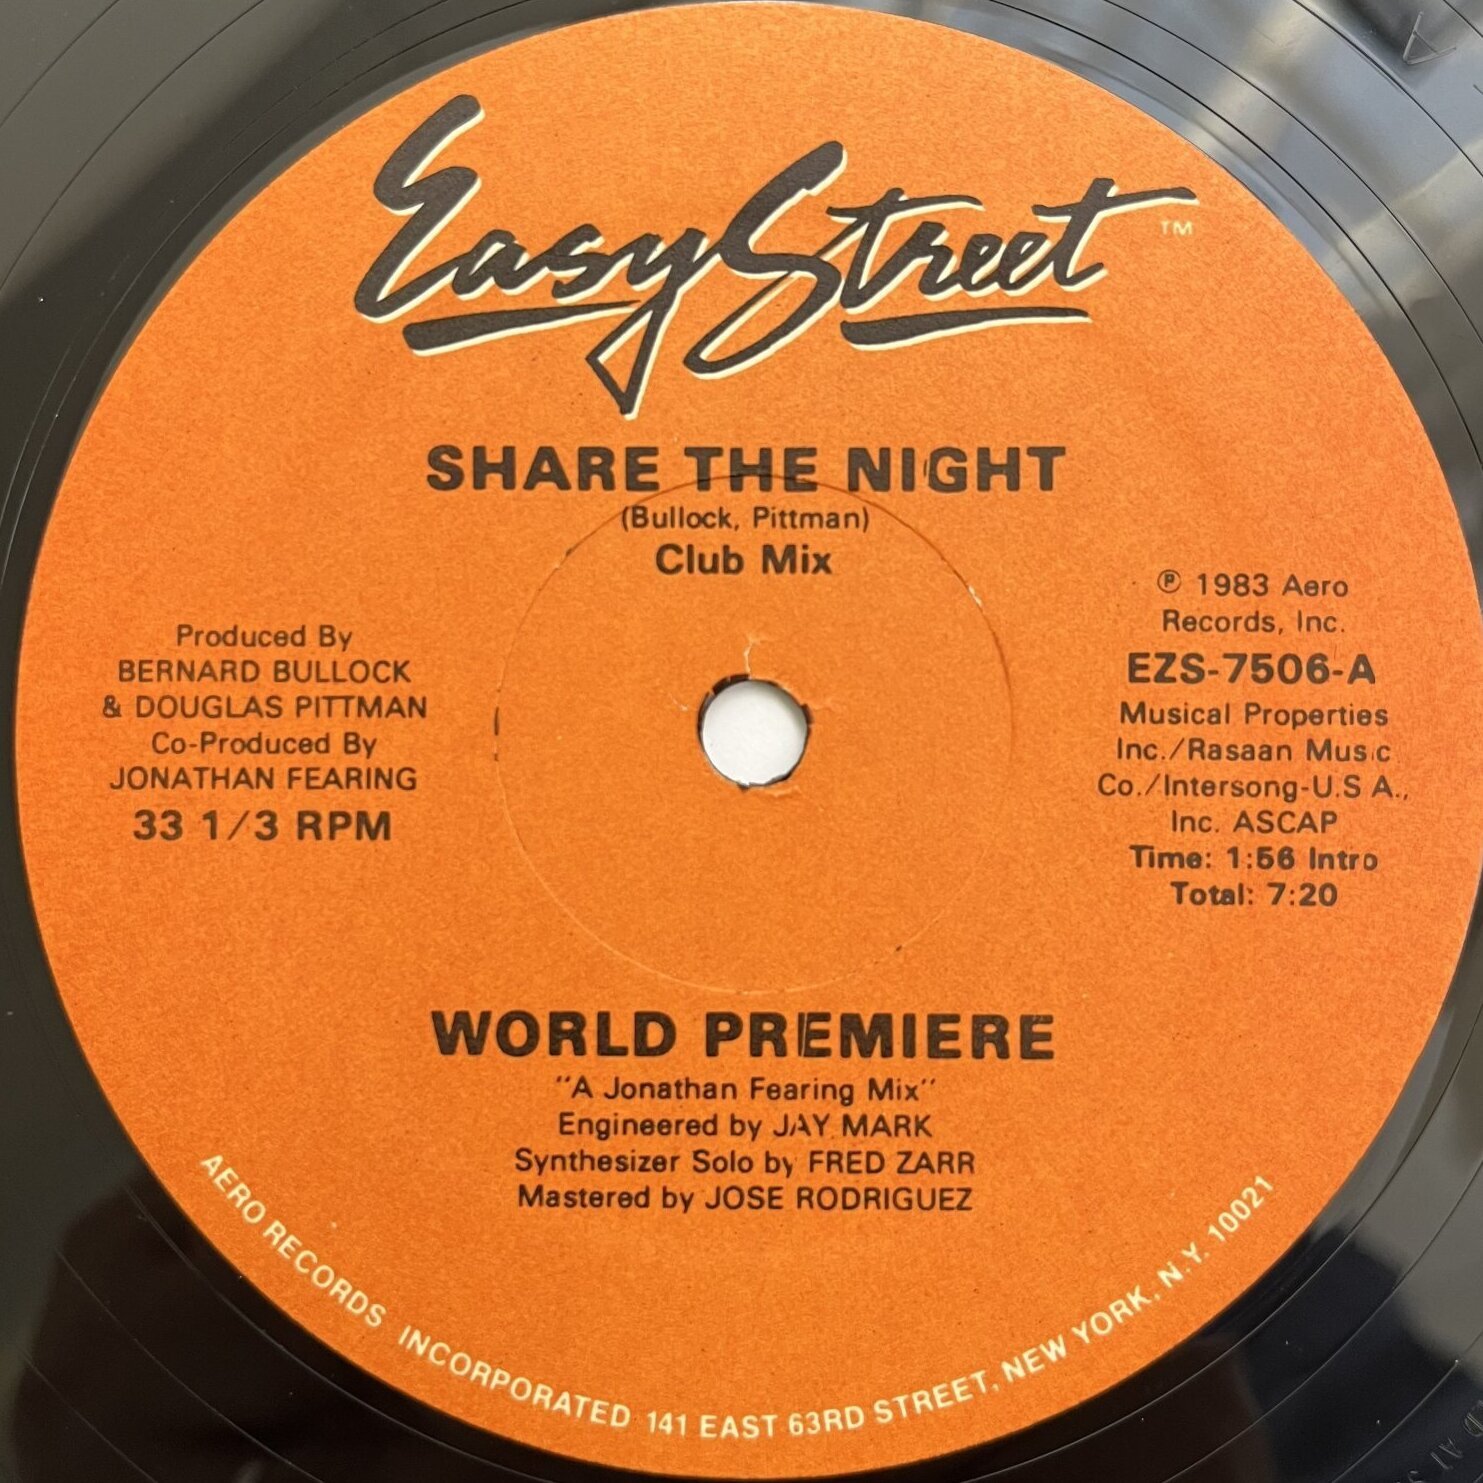 Easy Street
TM
SHARE THE NIGHT
(Bullock, Pittman)
Club Mix
Produced By
BERNARD BULLOCK
& DOUGLAS PITTMAN
Co-Produced By
JONATHAN FEARING
33 1/3 RPM
℗ 1983 Aero
Records, Inc.
EZS-7506-A
Musical Properties
Inc./Rasaan Music
Co./Intersong-U.S A.,
Inc. ASCAP
Time: 1:56 Intro
Total: 7:20
WORLD PREMIERE
"A Jonathan Fearing Mix"
Engineered by JAY MARK
Synthesizer Solo by FRED ZARR
Mastered by JOSE RODRIGUEZ
AERO RECORDS INCORPORATED 141 EAST 63RD STREET, NEW YORK, N.Y. 10021